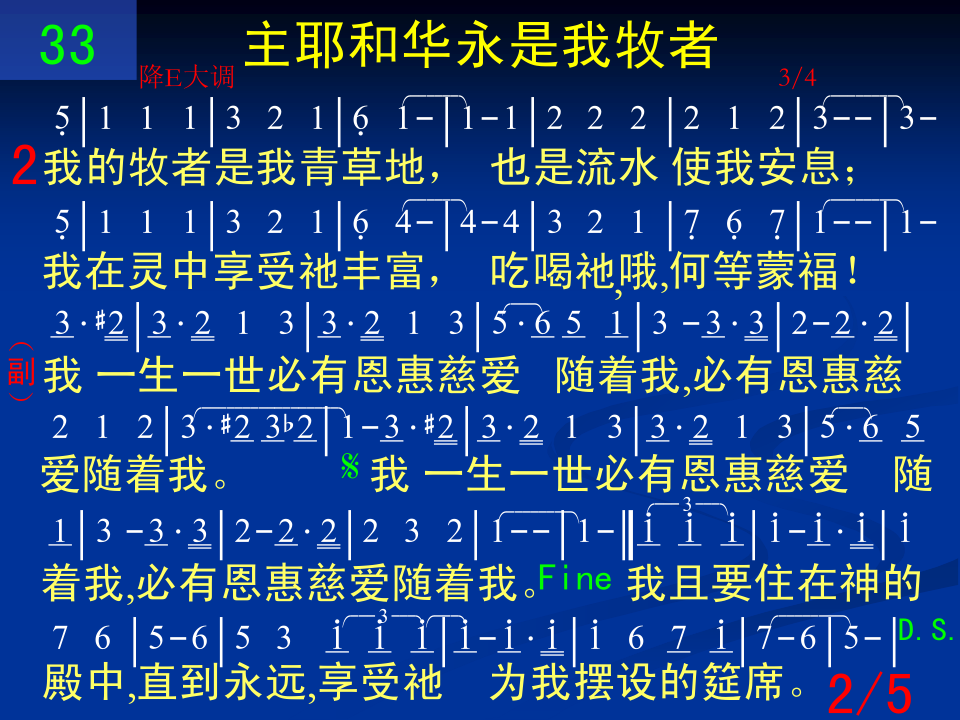 33 主耶和华永是我牧者
降E大调 3/4
5̣|1 1 1|3 2 1|6̣ 1-|1-1|2 2 2|2 1 2|3--|3-
2 我的牧者是我青草地， 也是流水 使我安息；
5̣|1 1 1|3 2 1|6̣ 4-|4-4|3 2 1|7̣ 6̣ 7̣|1--|1-
我在灵中享受祂丰富， 吃喝祂,哦,何等蒙福！
3·#2|3·2 1 3|3·2 1 3|5·6 5 1|3 -3·3|2-2·2|
（副） 我 一生一世必有恩惠慈爱 随着我,必有恩惠慈
2 1 2|3·#2 3♭2|1-3·#2|3·2 1 3|3·2 1 3|5·6 5
爱随着我。 𝄋 我 一生一世必有恩惠慈爱 随
1|3 -3·3|2-2·2|2 3 2|1--|1-‖3 i i i|i-i·i|i
着我,必有恩惠慈爱随着我。Fine 我且要住在神的
7 6|5-6|5 3 3 i i i|i-i·i|i 6 7 i|7-6|5-|D.S.
殿中,直到永远,享受祂 为我摆设的筵席。 2/5